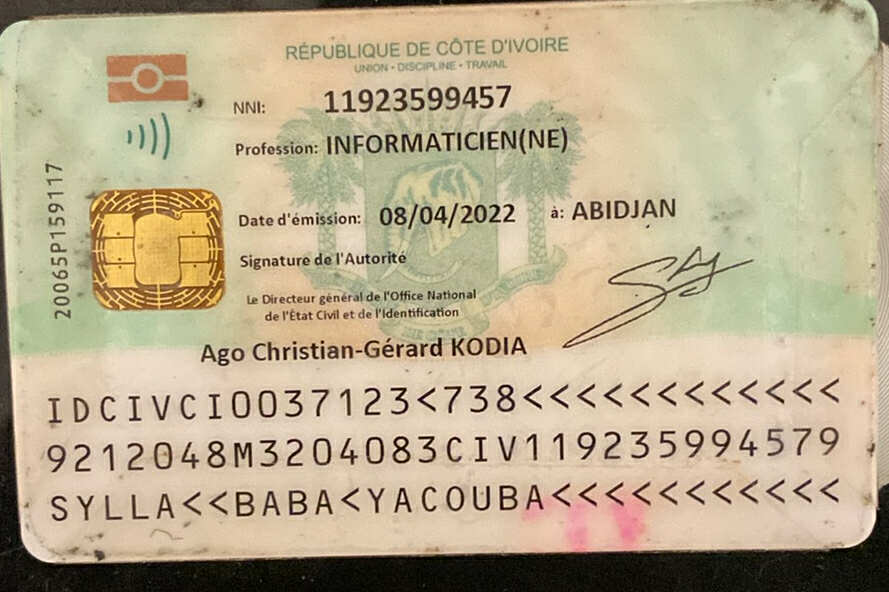 RÉPUBLIQUE DE CÔTE D'IVOIRE
UNION - DISCIPLINE - TRAVAIL
NNI: 11923599457
Profession: INFORMATICIEN(NE)
20065P159117
Date d'émission: 08/04/2022 à: ABIDJAN
Signature de l'Autorité
Le Directeur général de l'Office National
de l'État Civil et de l'Identification
Ago Christian-Gérard KODIA
IDCIVCI0037123<738<<<<<<<<<<<<
9212048M3204083CIV119235994579
SYLLA<<BABA<YACOUBA<<<<<<<<<<<